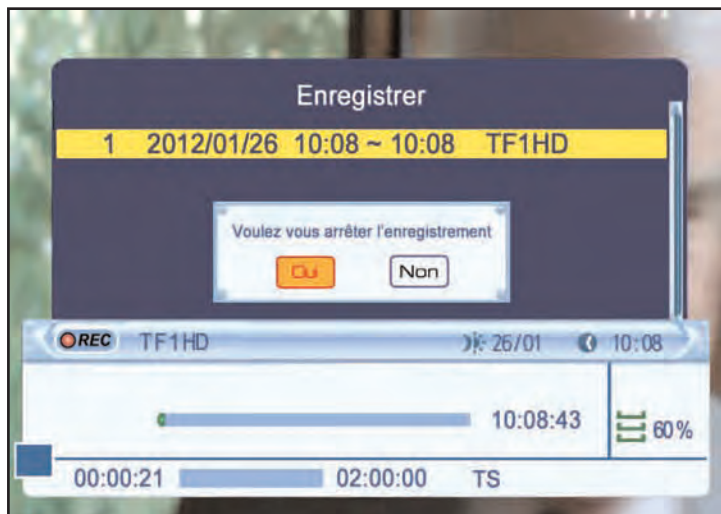 Enregistrer
1 2012/01/26 10:08 ~ 10:08 TF1HD
Voulez vous arrêter l'enregistrement
Oui Non
REC TF1HD 26/01 10:08
10:08:43
60%
00:00:21 02:00:00 TS